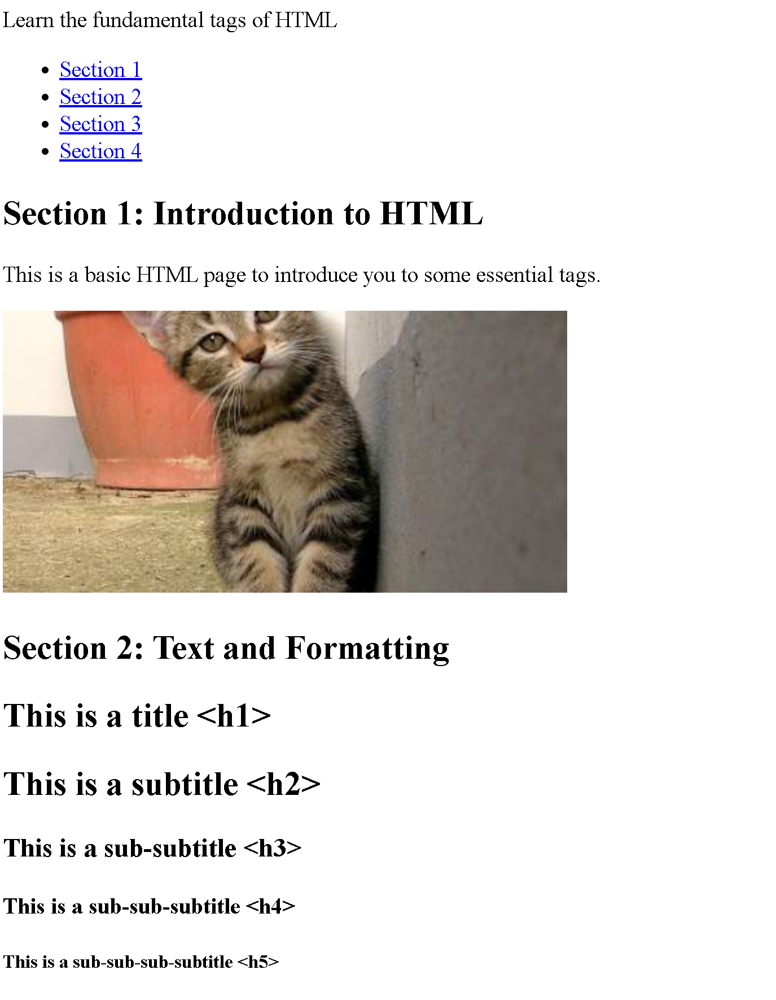 Learn the fundamental tags of HTML
Section 1
Section 2
Section 3
Section 4
Section 1: Introduction to HTML
This is a basic HTML page to introduce you to some essential tags.
Section 2: Text and Formatting
This is a title <h1>
This is a subtitle <h2>
This is a sub-subtitle <h3>
This is a sub-sub-subtitle <h4>
This is a sub-sub-sub-subtitle <h5>